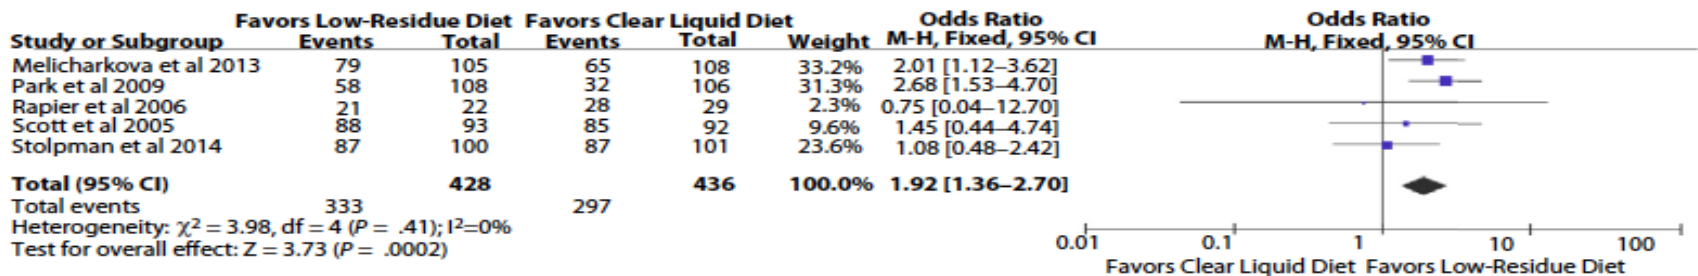 Favors Low-Residue Diet Favors Clear Liquid Diet Odds Ratio Odds Ratio
Study or Subgroup Events Total Events Total Weight M-H, Fixed, 95% CI M-H, Fixed, 95% CI
Melicharkova et al 2013 79 105 65 108 33.2% 2.01 [1.12–3.62]
Park et al 2009 58 108 32 106 31.3% 2.68 [1.53–4.70]
Rapier et al 2006 21 22 28 29 2.3% 0.75 [0.04–12.70]
Scott et al 2005 88 93 85 92 9.6% 1.45 [0.44–4.74]
Stolpman et al 2014 87 100 87 101 23.6% 1.08 [0.48–2.42]
Total (95% CI) 428 436 100.0% 1.92 [1.36–2.70]
Total events 333 297
Heterogeneity: χ² = 3.98, df = 4 (P = .41); I²=0%
Test for overall effect: Z = 3.73 (P = .0002)
0.01 0.1 1 10 100
Favors Clear Liquid Diet Favors Low-Residue Diet